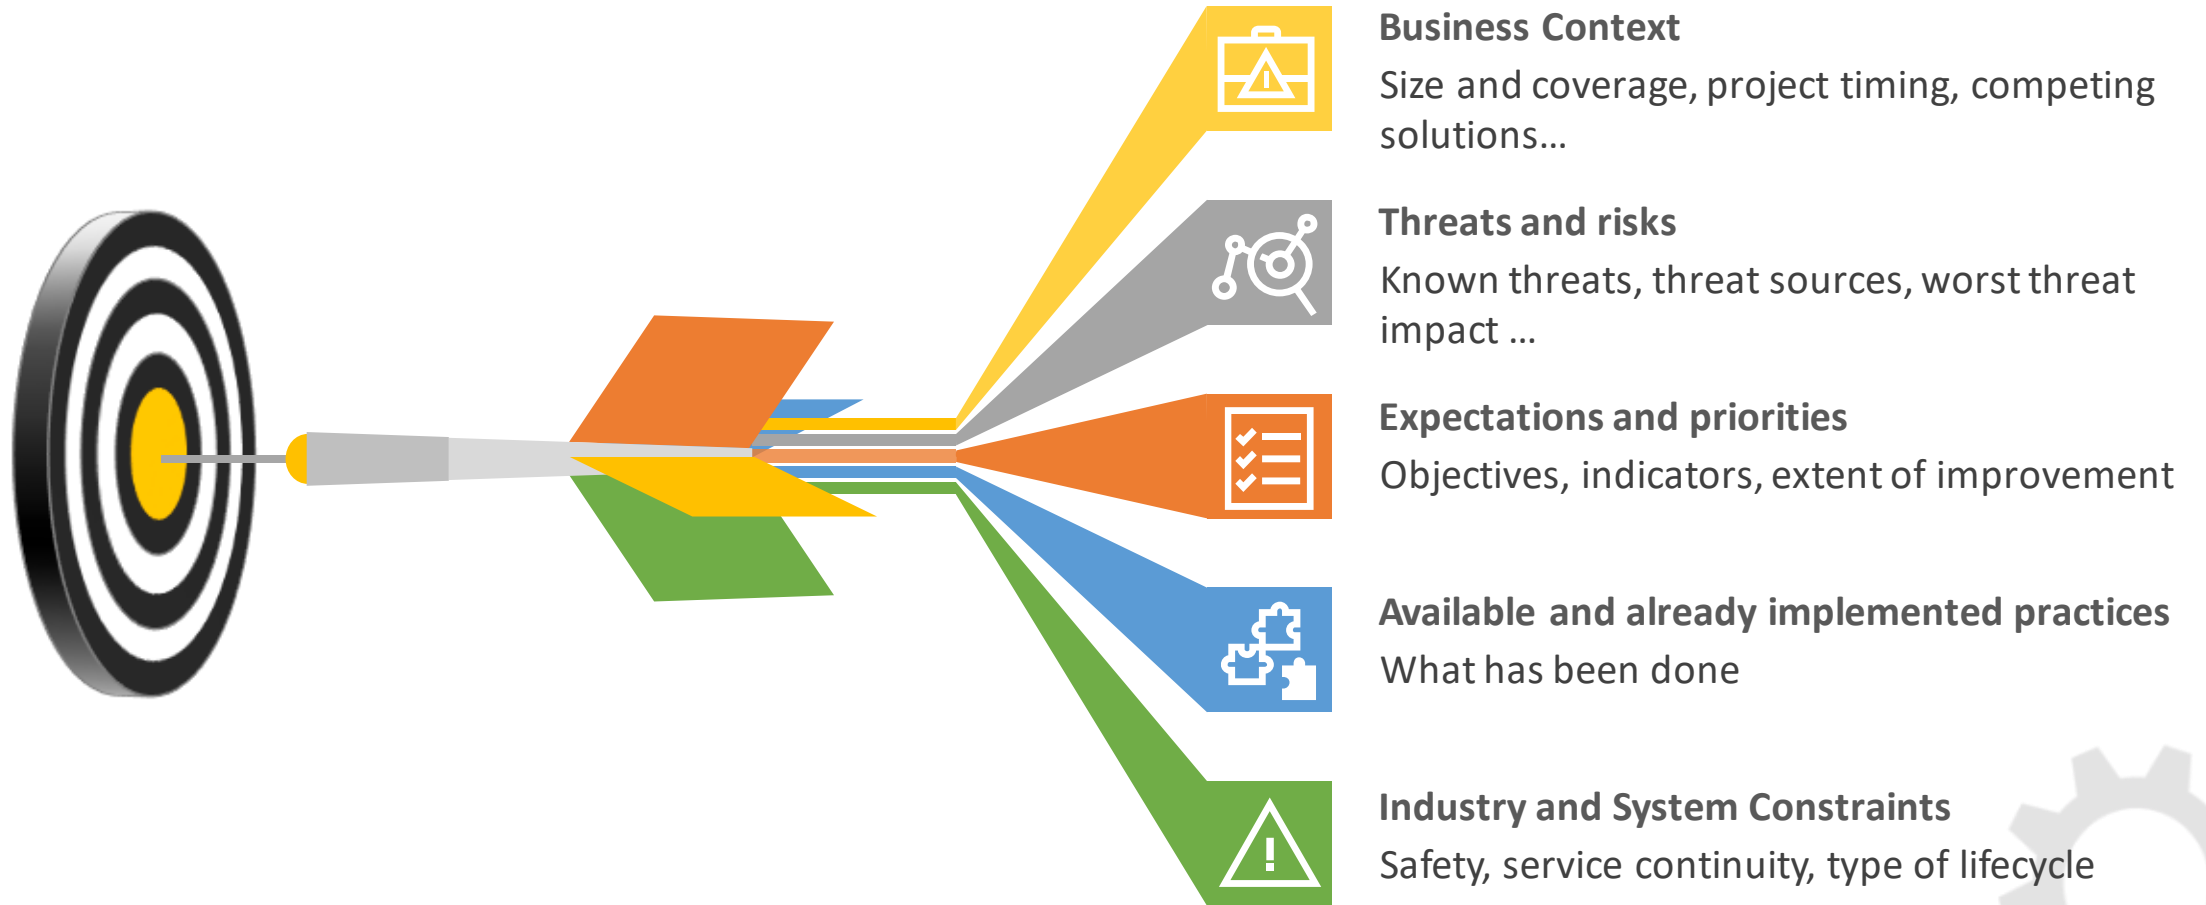 Business Context
Size and coverage, project timing, competing
solutions…
Threats and risks
Known threats, threat sources, worst threat
impact …
Expectations and priorities
Objectives, indicators, extent of improvement
Available and already implemented practices
What has been done
Industry and System Constraints
Safety, service continuity, type of lifecycle